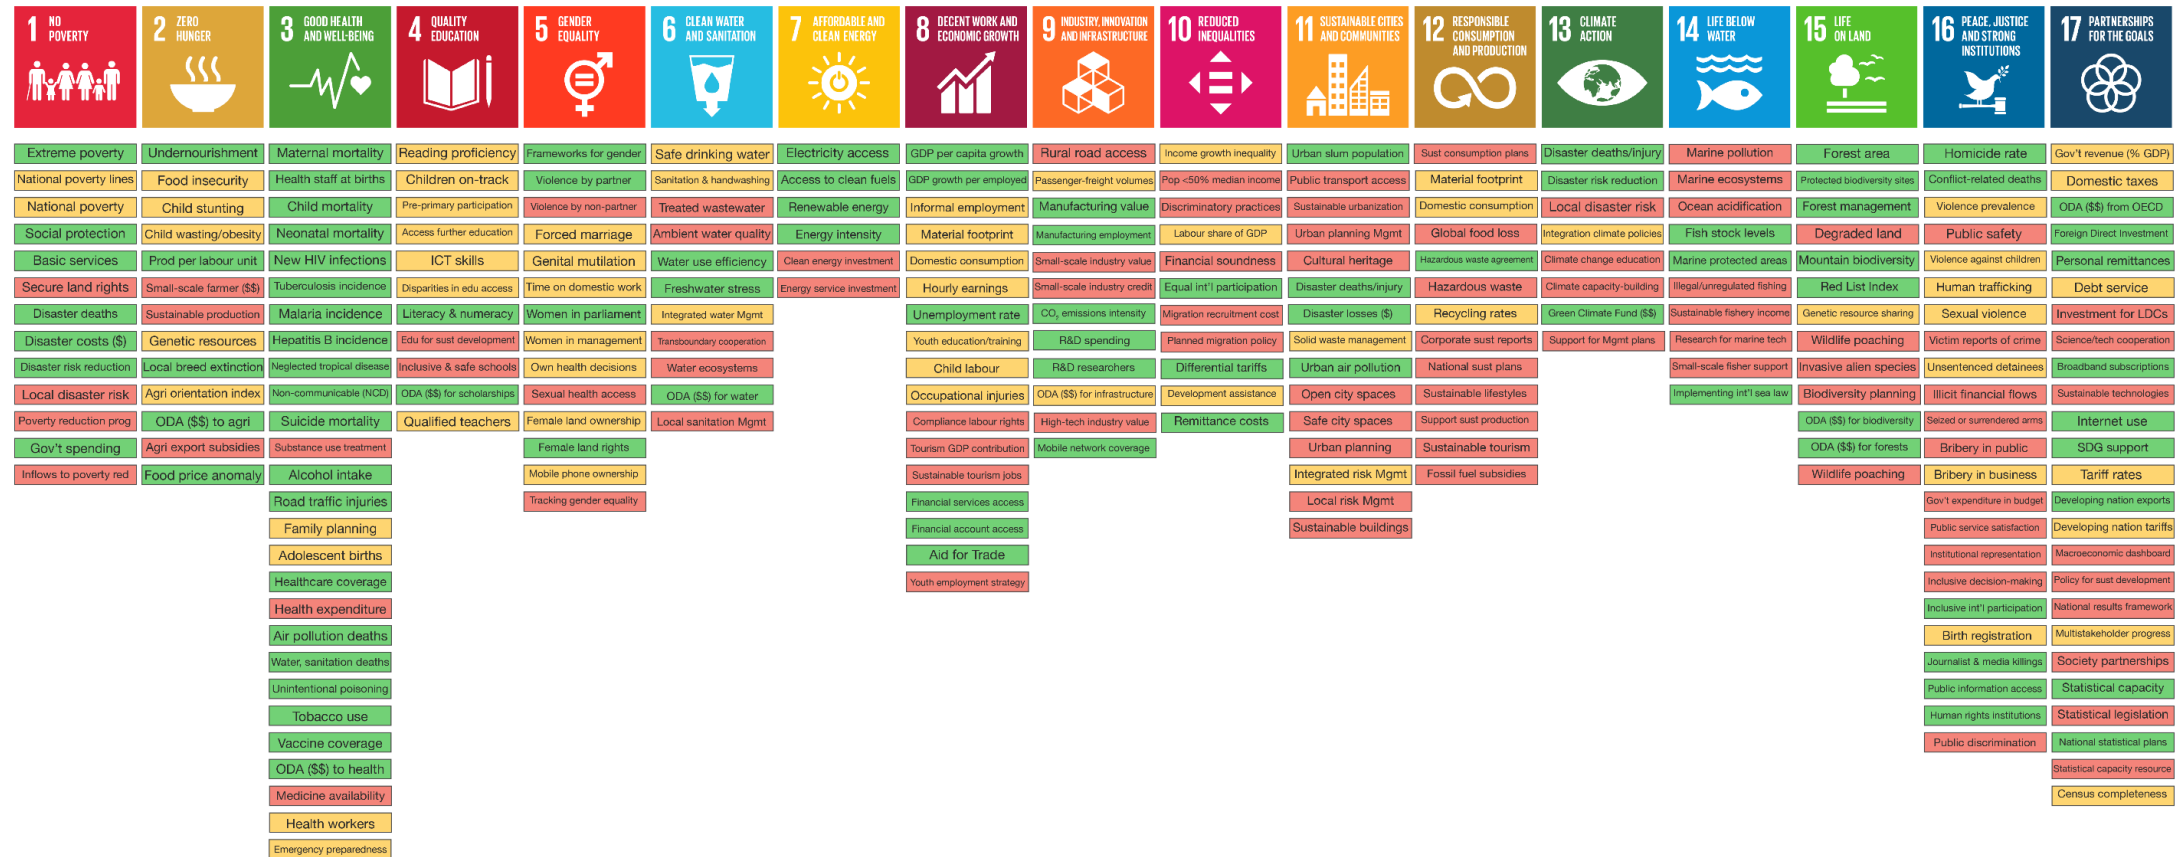 1 NO POVERTY
Extreme poverty
National poverty lines
National poverty
Social protection
Basic services
Secure land rights
Disaster deaths
Disaster costs ($)
Disaster risk reduction
Local disaster risk
Poverty reduction prog
Gov't spending
Inflows to poverty red
2 ZERO HUNGER
Undernourishment
Food insecurity
Child stunting
Child wasting/obesity
Prod per labour unit
Small-scale farmer ($$)
Sustainable production
Genetic resources
Local breed extinction
Agri orientation index
ODA ($$) to agri
Agri export subsidies
Food price anomaly
3 GOOD HEALTH AND WELL-BEING
Maternal mortality
Health staff at births
Child mortality
Neonatal mortality
New HIV infections
Tuberculosis incidence
Malaria incidence
Hepatitis B incidence
Neglected tropical disease
Non-communicable (NCD)
Suicide mortality
Substance use treatment
Alcohol intake
Road traffic injuries
Family planning
Adolescent births
Healthcare coverage
Health expenditure
Air pollution deaths
Water, sanitation deaths
Unintentional poisoning
Tobacco use
Vaccine coverage
ODA ($$) to health
Medicine availability
Health workers
Emergency preparedness
4 QUALITY EDUCATION
Reading proficiency
Children on-track
Pre-primary participation
Access further education
ICT skills
Disparities in edu access
Literacy & numeracy
Edu for sust development
Inclusive & safe schools
ODA ($$) for scholarships
Qualified teachers
5 GENDER EQUALITY
Frameworks for gender
Violence by partner
Violence by non-partner
Forced marriage
Genital mutilation
Time on domestic work
Women in parliament
Women in management
Own health decisions
Sexual health access
Female land ownership
Female land rights
Mobile phone ownership
Tracking gender equality
6 CLEAN WATER AND SANITATION
Safe drinking water
Sanitation & handwashing
Treated wastewater
Ambient water quality
Water use efficiency
Freshwater stress
Integrated water Mgmt
Transboundary cooperation
Water ecosystems
ODA ($$) for water
Local sanitation Mgmt
7 AFFORDABLE AND CLEAN ENERGY
Electricity access
Access to clean fuels
Renewable energy
Energy intensity
Clean energy investment
Energy service investment
8 DECENT WORK AND ECONOMIC GROWTH
GDP per capita growth
GDP growth per employed
Informal employment
Material footprint
Domestic consumption
Hourly earnings
Unemployment rate
Youth education/training
Child labour
Occupational injuries
Compliance labour rights
Tourism GDP contribution
Sustainable tourism jobs
Financial services access
Financial account access
Aid for Trade
Youth employment strategy
9 INDUSTRY, INNOVATION AND INFRASTRUCTURE
Rural road access
Passenger-freight volumes
Manufacturing value
Manufacturing employment
Small-scale industry value
Small-scale industry credit
CO₂ emissions intensity
R&D spending
R&D researchers
ODA ($$) for infrastructure
High-tech industry value
Mobile network coverage
10 REDUCED INEQUALITIES
Income growth inequality
Pop <50% median income
Discriminatory practices
Labour share of GDP
Financial soundness
Equal int'l participation
Migration recruitment cost
Planned migration policy
Differential tariffs
Development assistance
Remittance costs
11 SUSTAINABLE CITIES AND COMMUNITIES
Urban slum population
Public transport access
Sustainable urbanization
Urban planning Mgmt
Cultural heritage
Disaster deaths/injury
Disaster losses ($)
Solid waste management
Urban air pollution
Open city spaces
Safe city spaces
Urban planning
Integrated risk Mgmt
Local risk Mgmt
Sustainable buildings
12 RESPONSIBLE CONSUMPTION AND PRODUCTION
Sust consumption plans
Material footprint
Domestic consumption
Global food loss
Hazardous waste agreement
Hazardous waste
Recycling rates
Corporate sust reports
National sust plans
Sustainable lifestyles
Support sust production
Sustainable tourism
Fossil fuel subsidies
13 CLIMATE ACTION
Disaster deaths/injury
Disaster risk reduction
Local disaster risk
Integration climate policies
Climate change education
Climate capacity-building
Green Climate Fund ($$)
Support for Mgmt plans
14 LIFE BELOW WATER
Marine pollution
Marine ecosystems
Ocean acidification
Fish stock levels
Marine protected areas
Illegal/unregulated fishing
Sustainable fishery income
Research for marine tech
Small-scale fisher support
Implementing int'l sea law
15 LIFE ON LAND
Forest area
Protected biodiversity sites
Forest management
Degraded land
Mountain biodiversity
Red List Index
Genetic resource sharing
Wildlife poaching
Invasive alien species
Biodiversity planning
ODA ($$) for biodiversity
ODA ($$) for forests
Wildlife poaching
16 PEACE, JUSTICE AND STRONG INSTITUTIONS
Homicide rate
Conflict-related deaths
Violence prevalence
Public safety
Violence against children
Human trafficking
Sexual violence
Victim reports of crime
Unsentenced detainees
Illicit financial flows
Seized or surrendered arms
Bribery in public
Bribery in business
Gov't expenditure in budget
Public service satisfaction
Institutional representation
Inclusive decision-making
Inclusive int'l participation
Birth registration
Journalist & media killings
Public information access
Human rights institutions
Public discrimination
17 PARTNERSHIPS FOR THE GOALS
Gov't revenue (% GDP)
Domestic taxes
ODA ($$) from OECD
Foreign Direct Investment
Personal remittances
Debt service
Investment for LDCs
Science/tech cooperation
Broadband subscriptions
Sustainable technologies
Internet use
SDG support
Tariff rates
Developing nation exports
Developing nation tariffs
Macroeconomic dashboard
Policy for sust development
National results framework
Multistakeholder progress
Society partnerships
Statistical capacity
Statistical legislation
National statistical plans
Statistical capacity resource
Census completeness